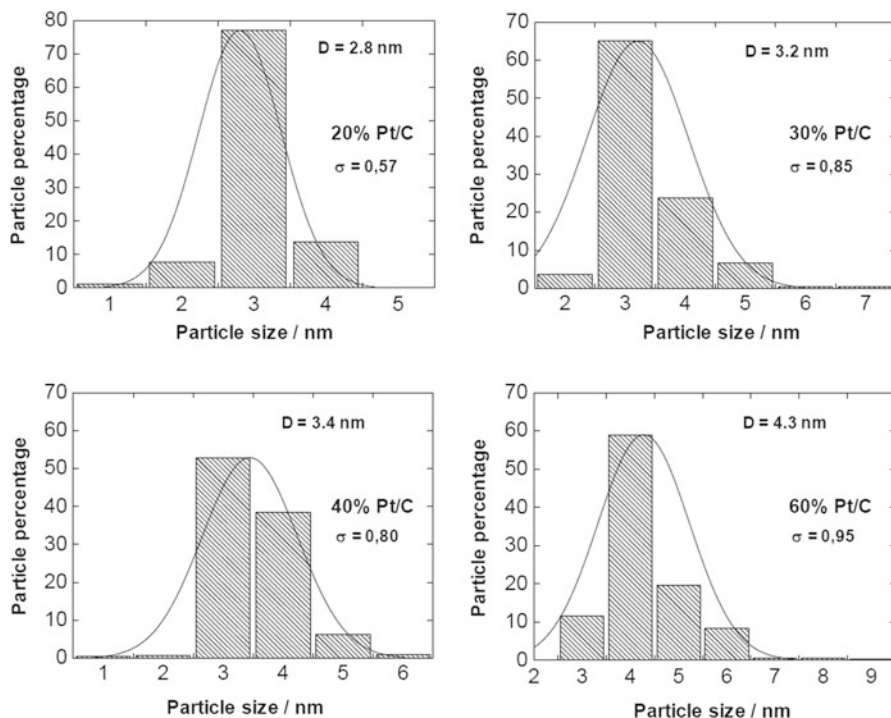 80
70
60
50
40
30
20
10
0
Particle percentage
D = 2.8 nm
20% Pt/C
σ = 0,57
1 2 3 4 5
Particle size / nm
70
60
50
40
30
20
10
0
Particle percentage
D = 3.2 nm
30% Pt/C
σ = 0,85
2 3 4 5 6 7
Particle size / nm
70
60
50
40
30
20
10
0
Particle percentage
D = 3.4 nm
40% Pt/C
σ = 0,80
1 2 3 4 5 6
Particle size / nm
70
60
50
40
30
20
10
0
Particle percentage
D = 4.3 nm
60% Pt/C
σ = 0,95
2 3 4 5 6 7 8 9
Particle size / nm